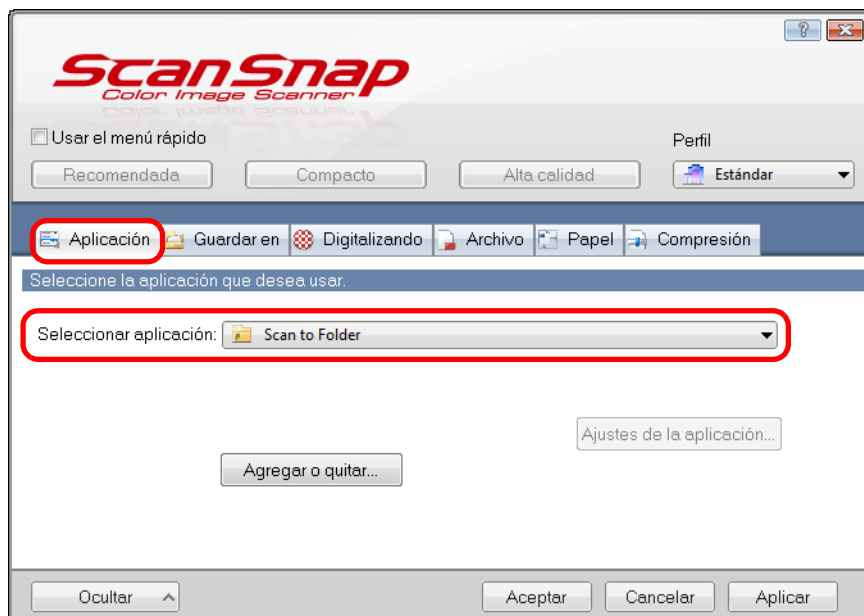 ScanSnap
Color Image Scanner
Usar el menú rápido
Perfil
Recomendada Compacto Alta calidad Estándar
Aplicación Guardar en Digitalizando Archivo Papel Compresión
Seleccione la aplicación que desea usar.
Seleccionar aplicación: Scan to Folder
Ajustes de la aplicación...
Agregar o quitar...
Ocultar Aceptar Cancelar Aplicar